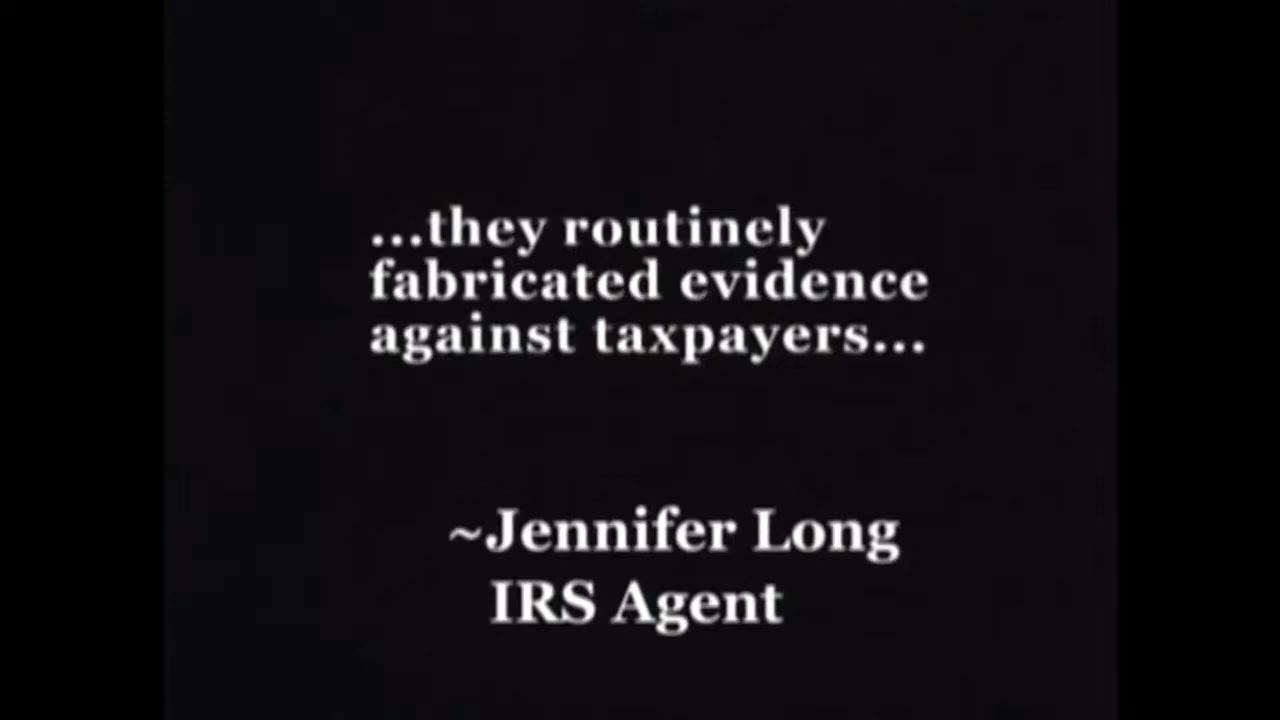 ...they routinely
fabricated evidence
against taxpayers...
~Jennifer Long
IRS Agent